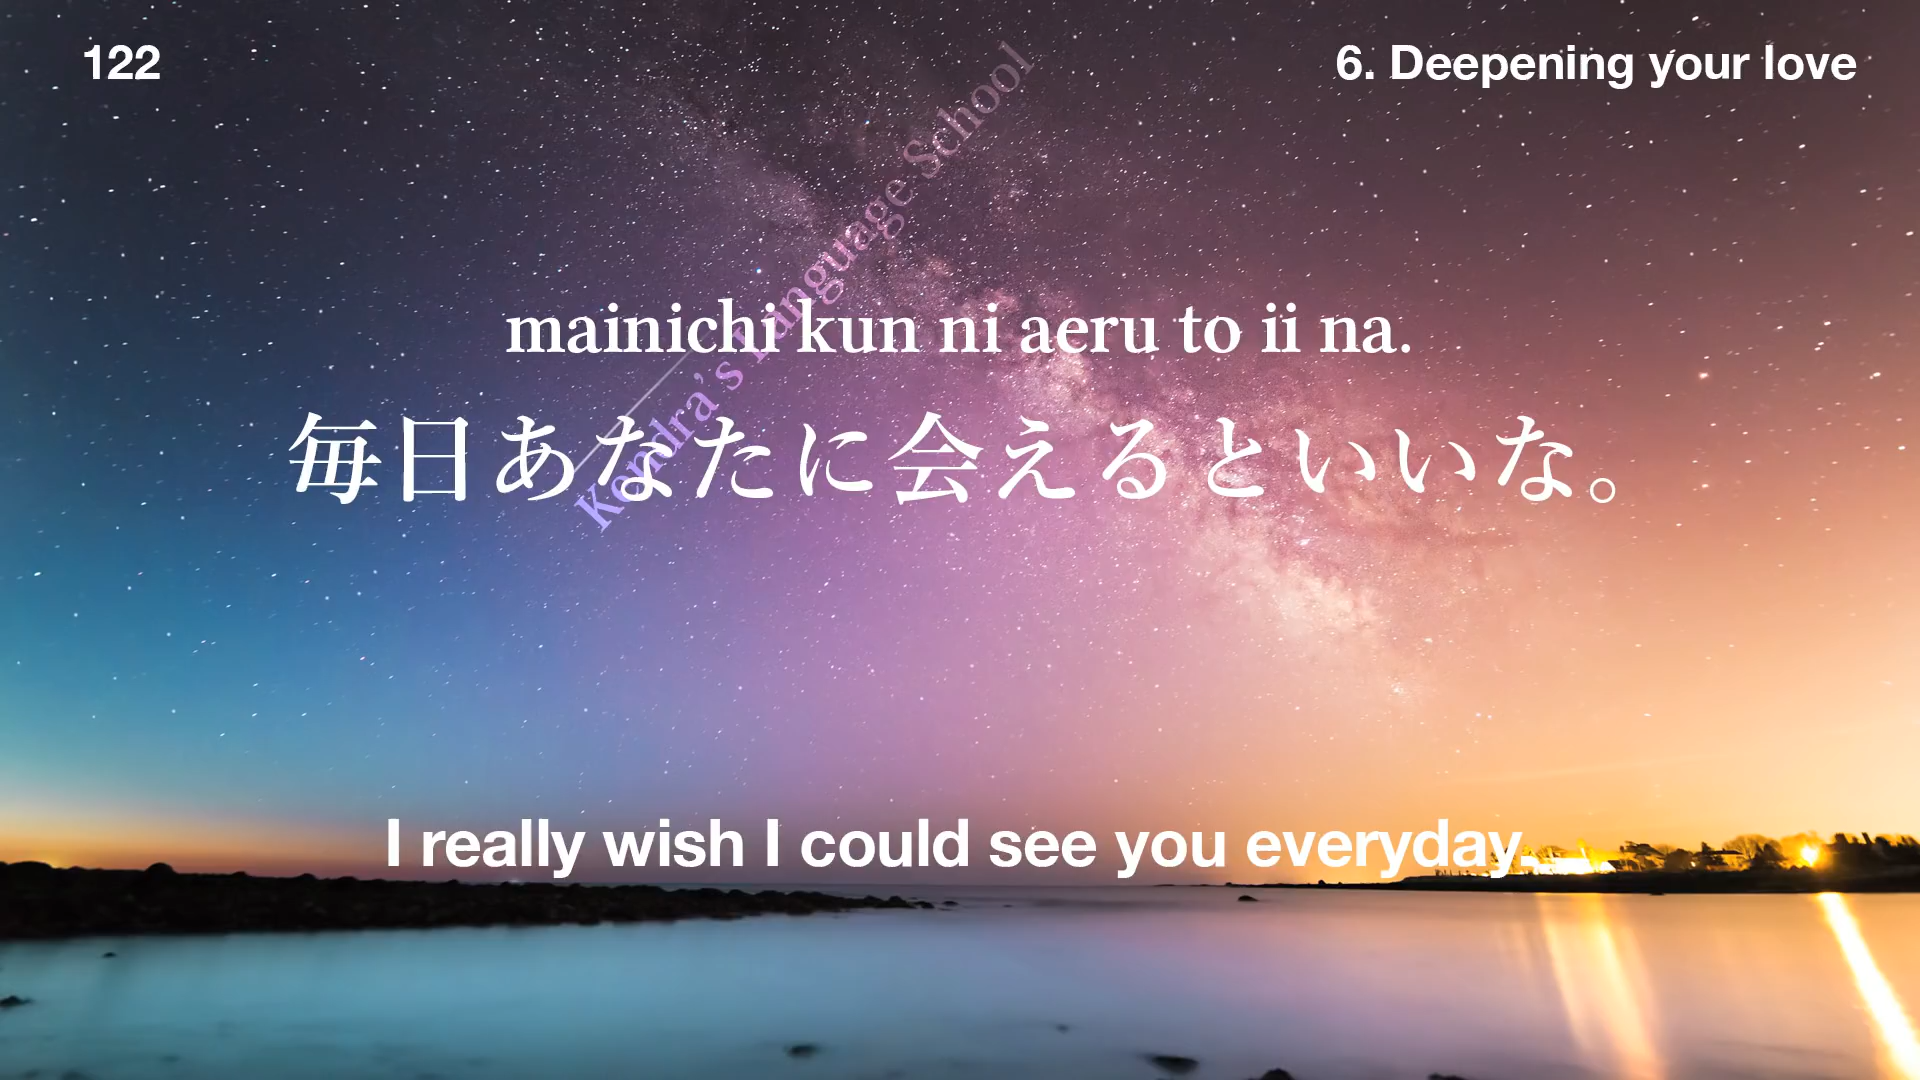 122
6. Deepening your love
Kendra's Language School
mainichi kun ni aeru to ii na.
毎日あなたに会えるといいな。
I really wish I could see you everyday.